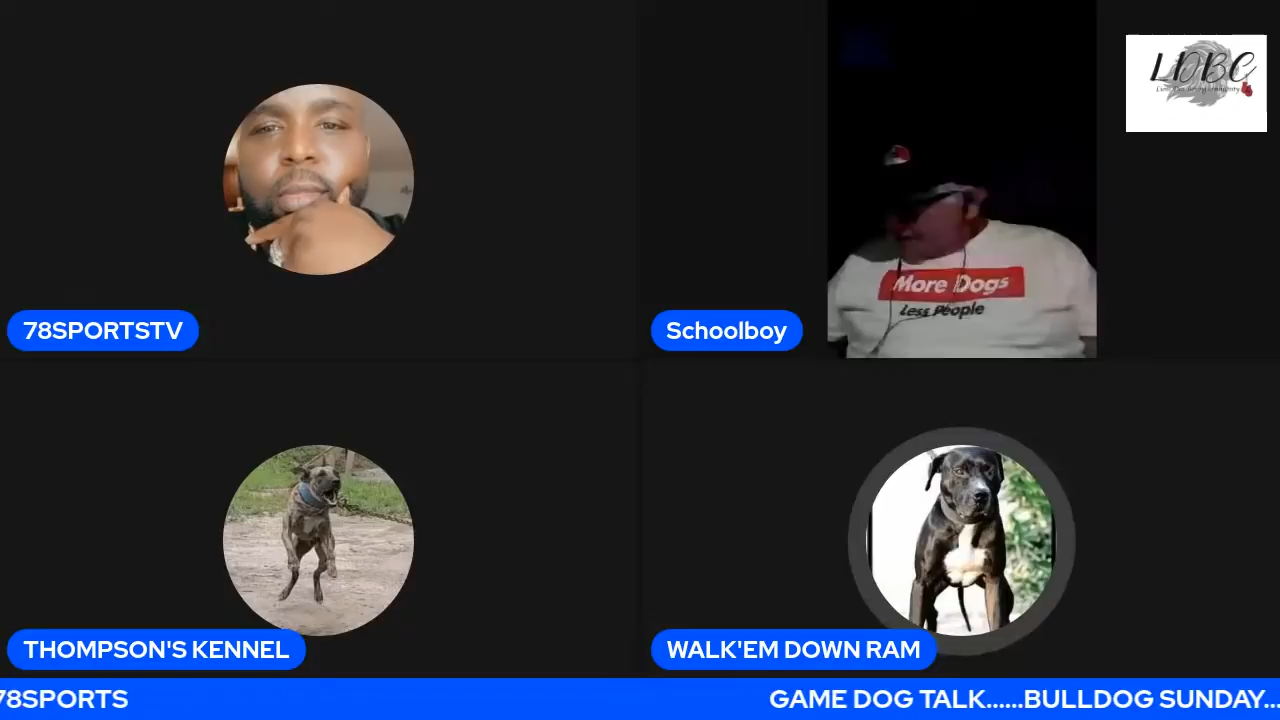 LDBC
More Dogs
Less People
78SPORTSTV
Schoolboy
THOMPSON'S KENNEL
WALK'EM DOWN RAM
78SPORTS
GAME DOG TALK......BULLDOG SUNDAY...